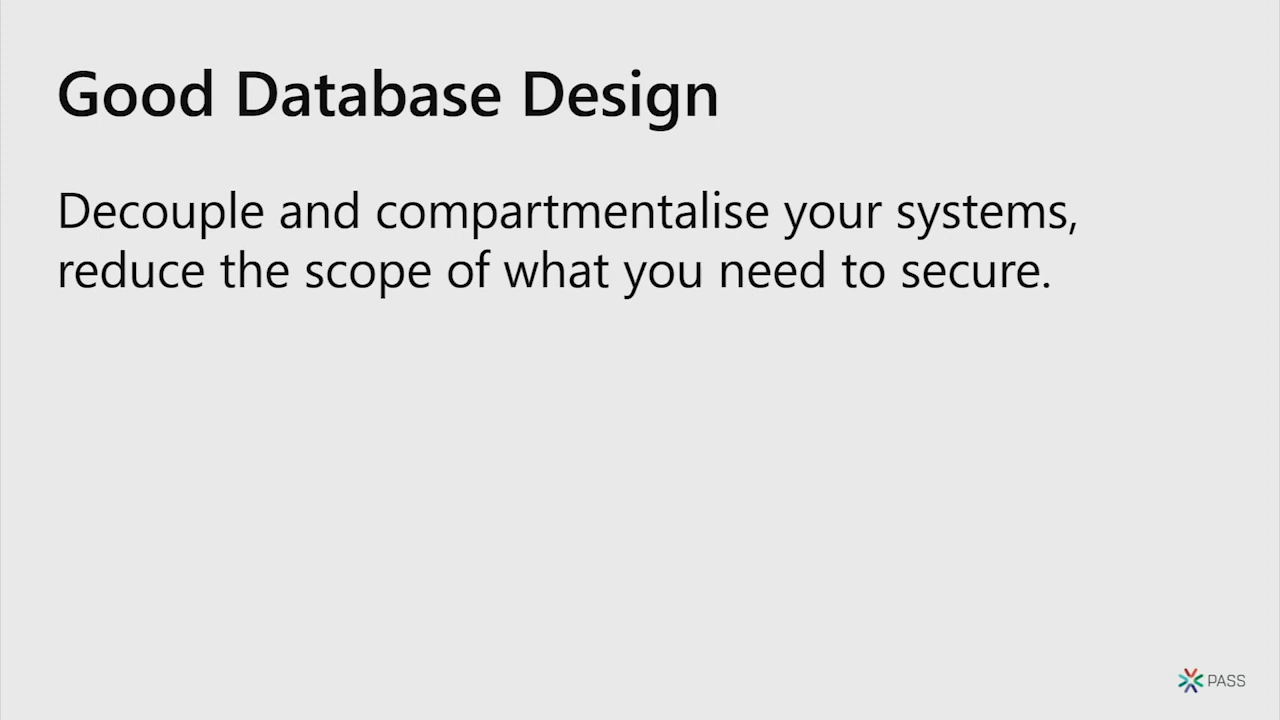 Good Database Design
Decouple and compartmentalise your systems,
reduce the scope of what you need to secure.
PASS